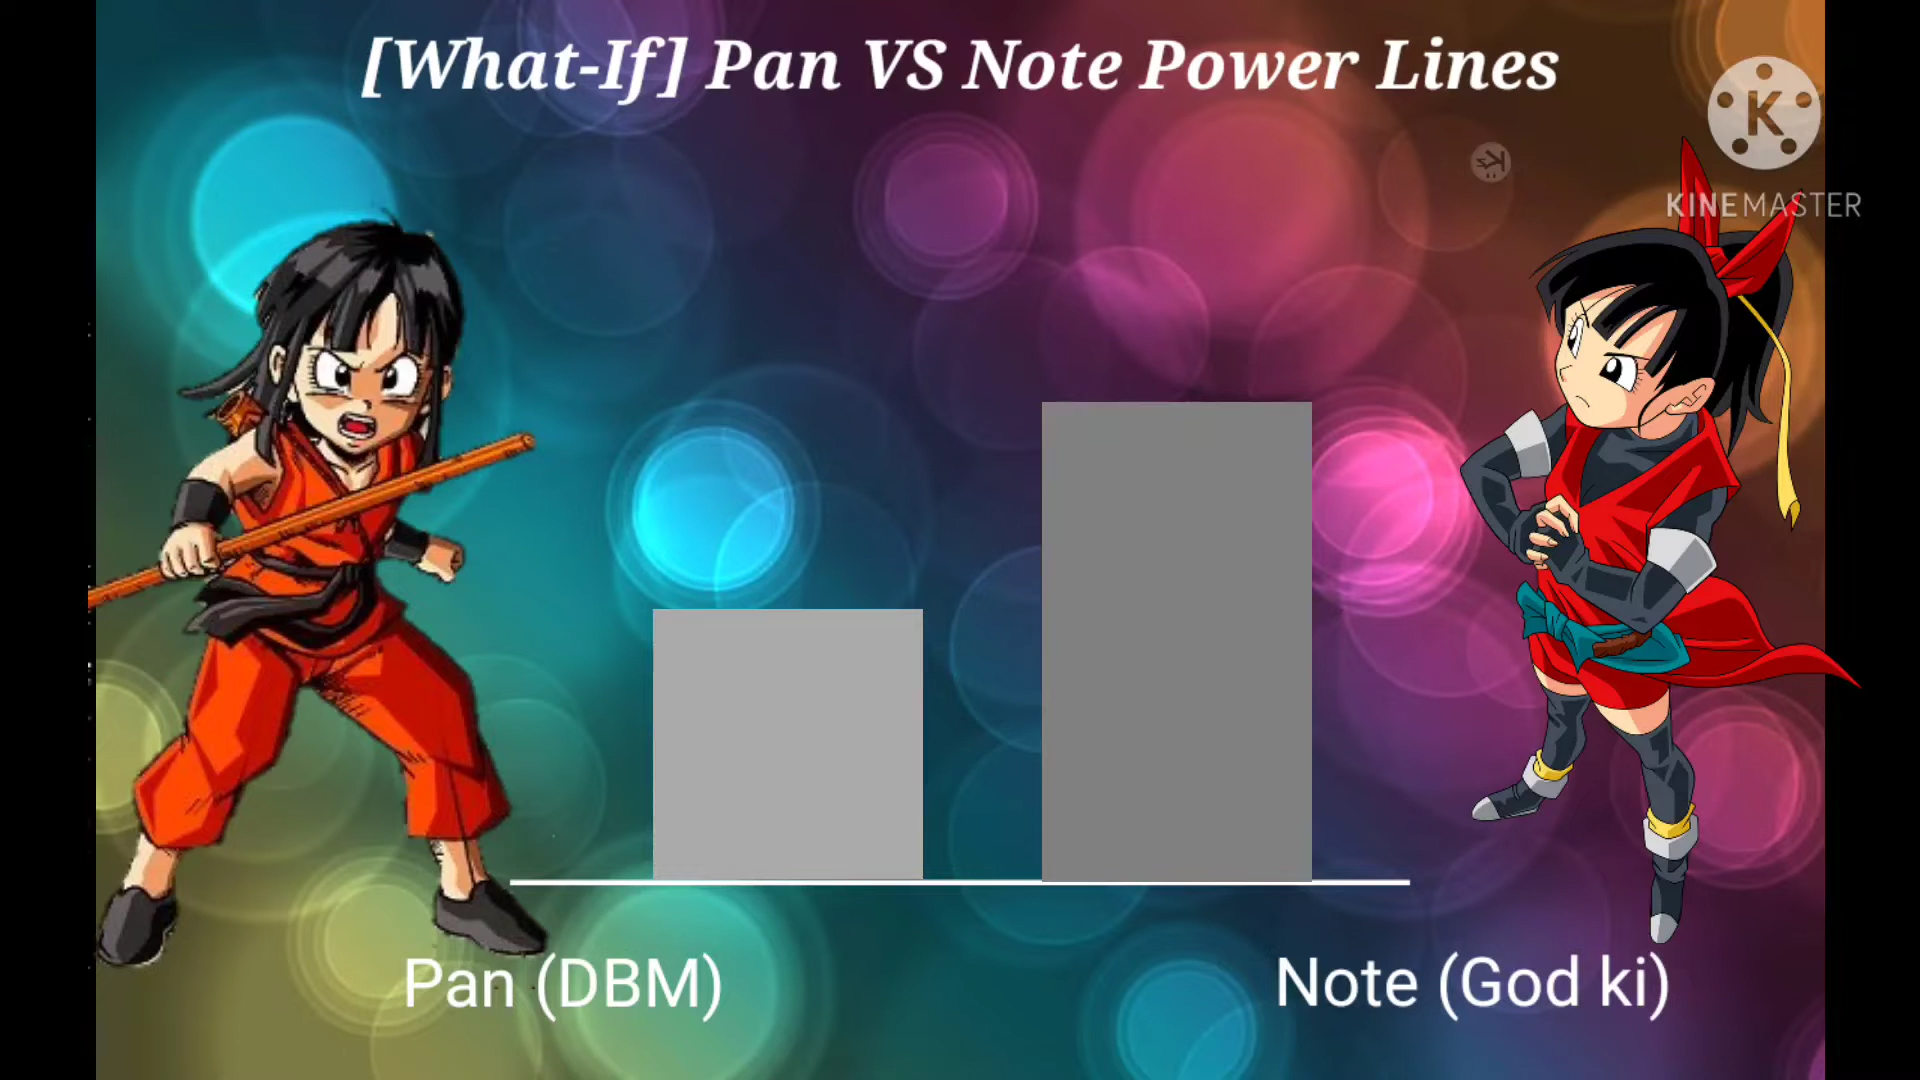 [What-If] Pan VS Note Power Lines
K
KINEMASTER
Pan (DBM)
Note (God ki)